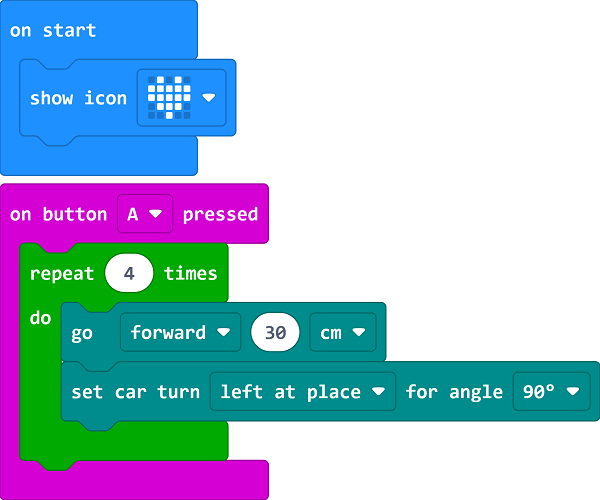 on start
show icon
on button A pressed
repeat 4 times
do
go forward 30 cm
set car turn left at place for angle 90°